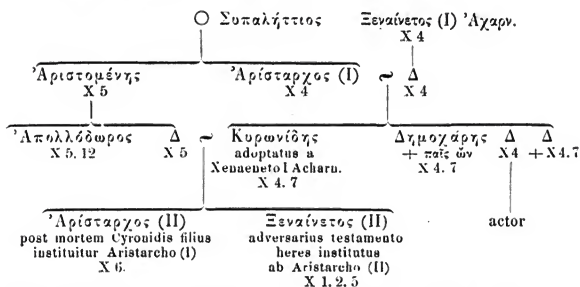 Ο Συπαλήττιος Ξεναίνετος (I) Ἀχαρν.
X 4
Ἀριστομένης Ἀρίσταρχος (I) ~ Δ
X 5 X 4 X 4
Ἀπολλόδωρος Δ ~ Κυρωνίδης Δημοχάρης Δ Δ
X 5. 12 X 5 adoptatus a + παῖς ὤν X 4 + X 4. 7
Xenaeneto I Acharn. X 4. 7
X 4. 7
Ἀρίσταρχος (II) Ξεναίνετος (II) actor
post mortem Cyronidis filius adversarius testamento
instituitur Aristarcho (I) heres institutus
X 6. ab Aristarcho (II)
X 1. 2. 5